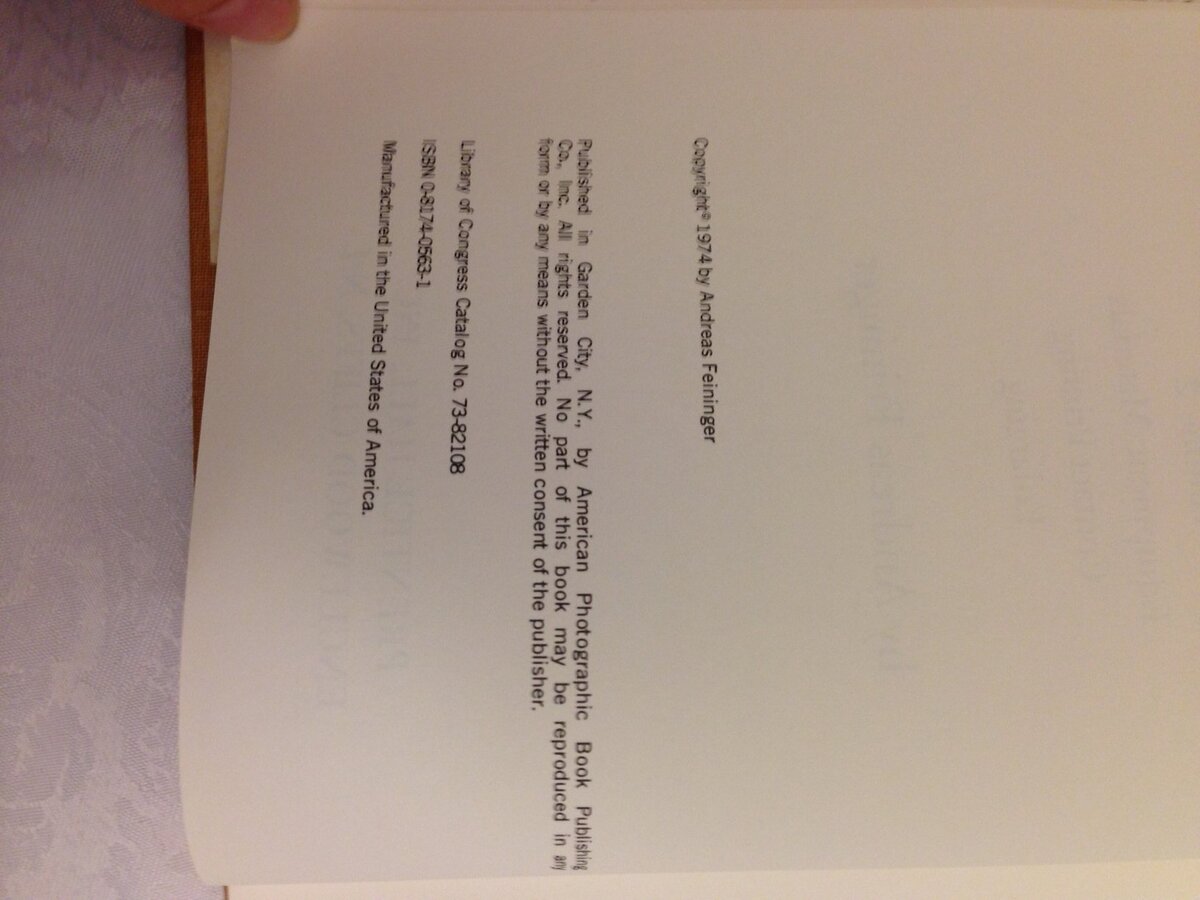 Copyright© 1974 by Andreas Feininger
Published in Garden City, N.Y., by American Photographic Book Publishing
Co., Inc. All rights reserved. No part of this book may be reproduced in any
form or by any means without the written consent of the publisher.
Library of Congress Catalog No. 73-82108
ISBN 0-8174-0563-1
Manufactured in the United States of America.